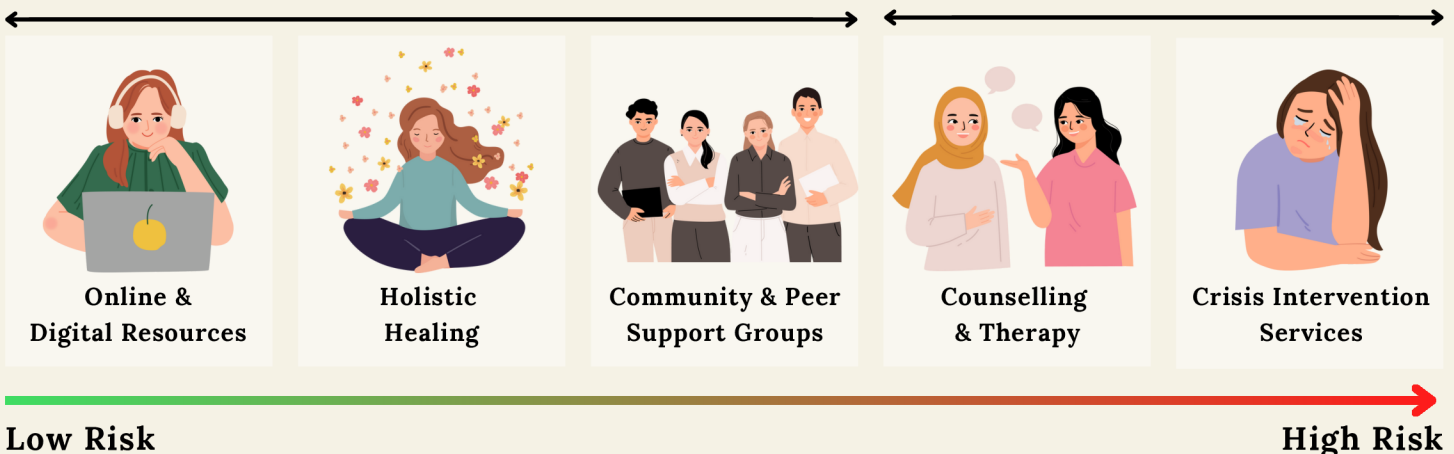 Online &
Digital Resources
Holistic
Healing
Community & Peer
Support Groups
Counselling
& Therapy
Crisis Intervention
Services
Low Risk
High Risk